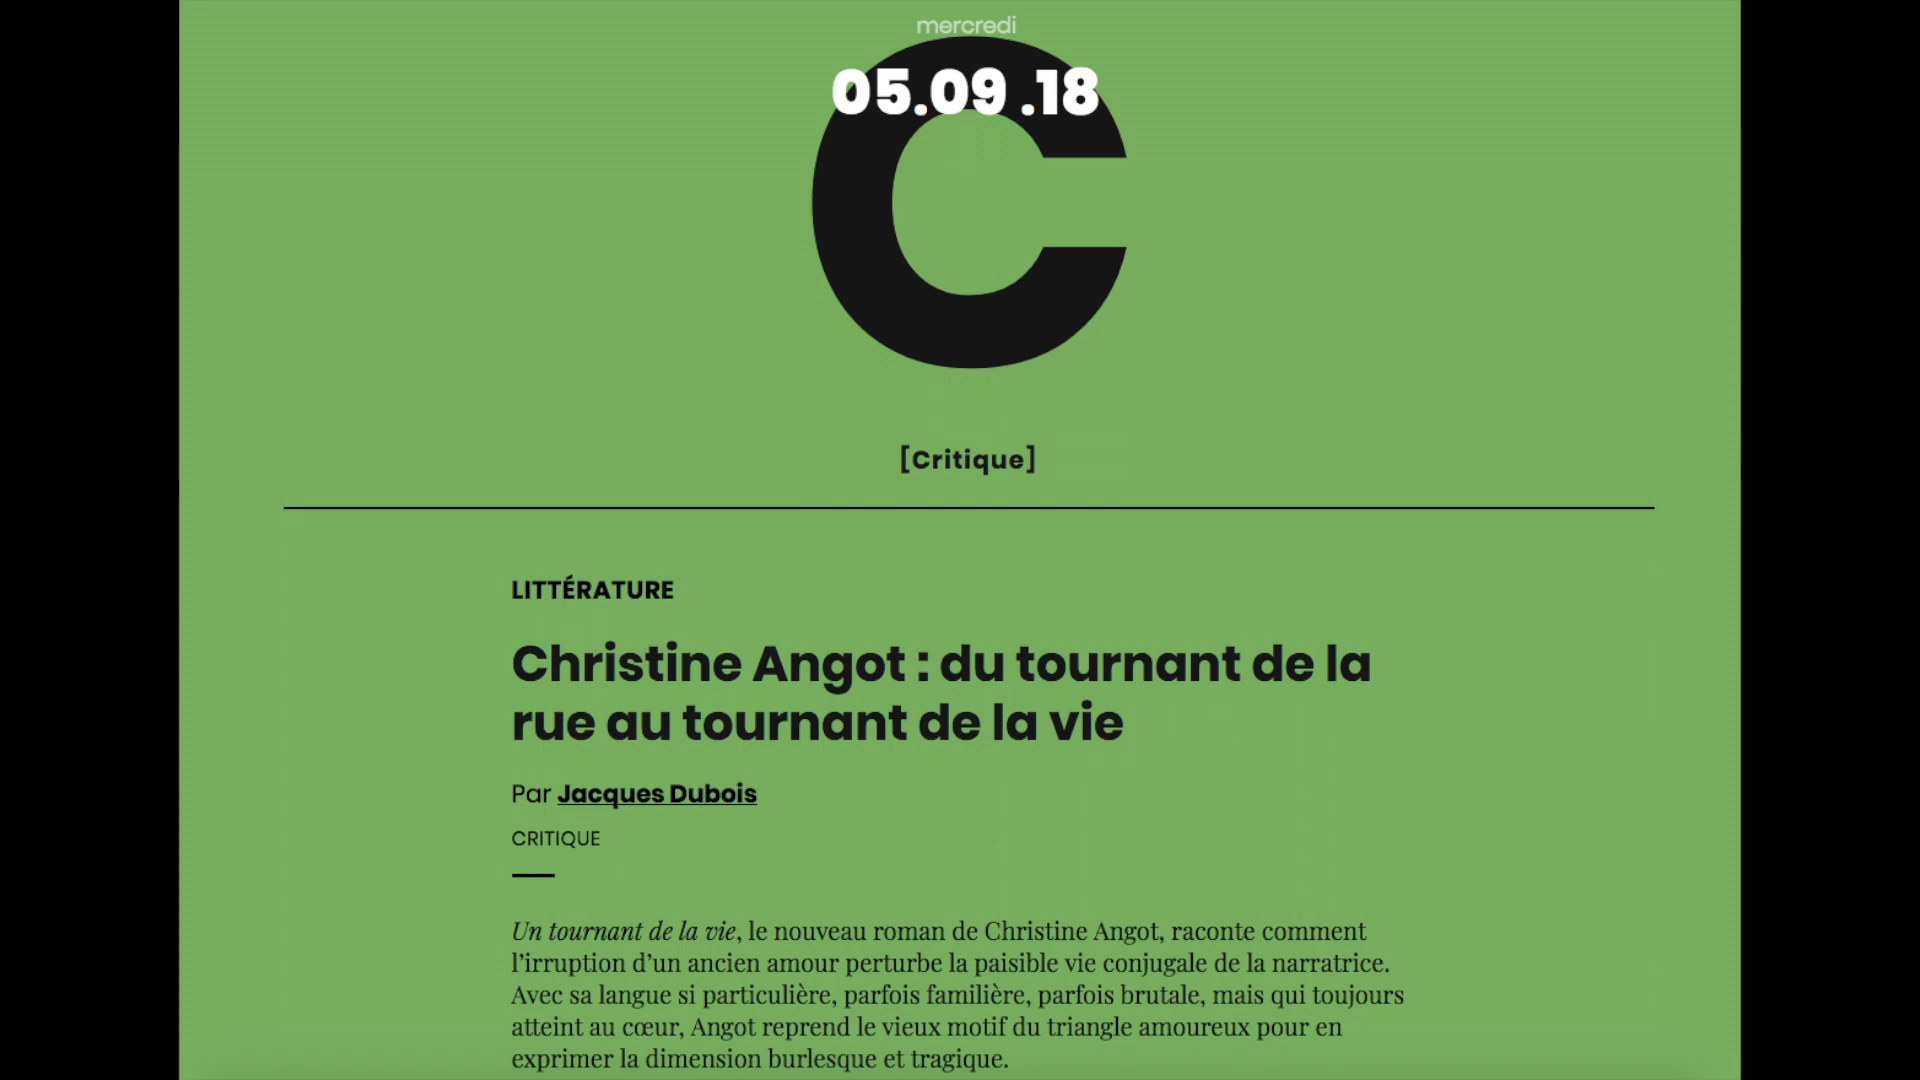 mercredi
05.09 .18
C
[Critique]
LITTÉRATURE
Christine Angot : du tournant de la
rue au tournant de la vie
Par Jacques Dubois
CRITIQUE
Un tournant de la vie, le nouveau roman de Christine Angot, raconte comment
l’irruption d’un ancien amour perturbe la paisible vie conjugale de la narratrice.
Avec sa langue si particulière, parfois familière, parfois brutale, mais qui toujours
atteint au cœur, Angot reprend le vieux motif du triangle amoureux pour en
exprimer la dimension burlesque et tragique.